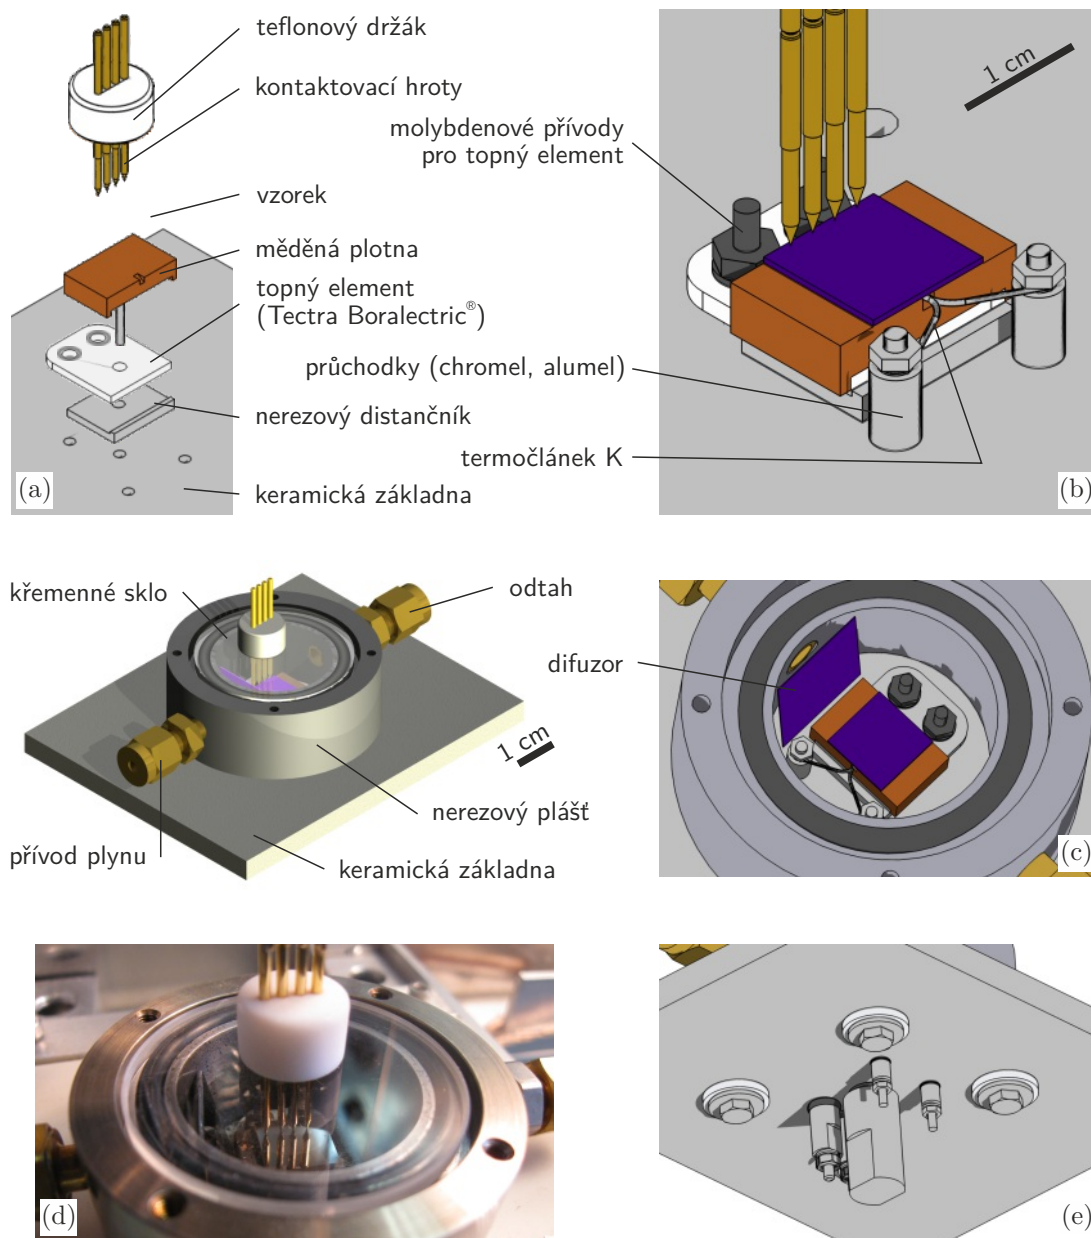 teflonový držák
kontaktovací hroty
vzorek
měděná plotna
topný element
(Tectra Boralectric®)
nerezový distančník
keramická základna
(a)
1 cm
molybdenové přívody
pro topný element
průchodky (chromel, alumel)
termočlánek K
(b)
křemenné sklo
odtah
1 cm
nerezový plášť
přívod plynu
keramická základna
difuzor
(c)
(d)
(e)